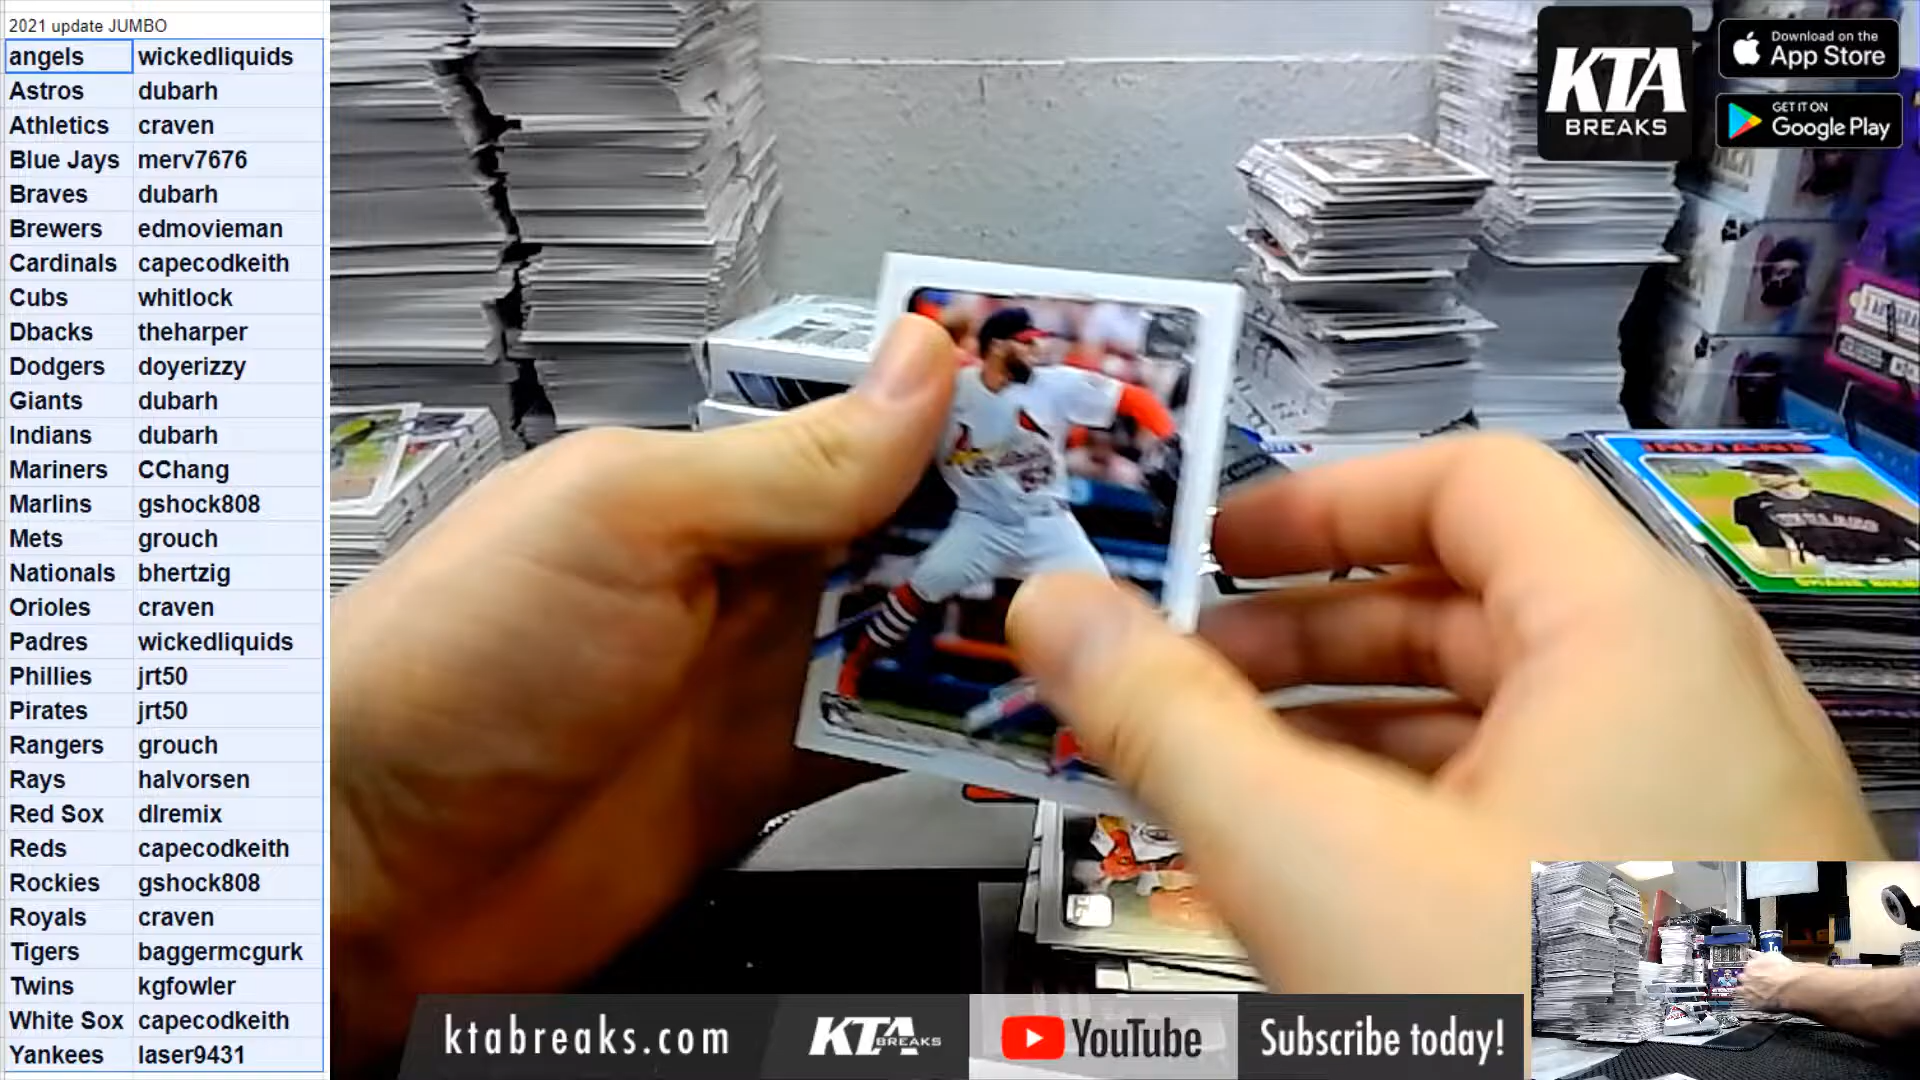 2021 update JUMBO
angels wickedliquids
Astros dubarh
Athletics craven
Blue Jays merv7676
Braves dubarh
Brewers edmovieman
Cardinals capecodkeith
Cubs whitlock
Dbacks theharper
Dodgers doyerizzy
Giants dubarh
Indians dubarh
Mariners CChang
Marlins gshock808
Mets grouch
Nationals bhertzig
Orioles craven
Padres wickedliquids
Phillies jrt50
Pirates jrt50
Rangers grouch
Rays halvorsen
Red Sox dlremix
Reds capecodkeith
Rockies gshock808
Royals craven
Tigers baggermcgurk
Twins kgfowler
White Sox capecodkeith
Yankees laser9431
KTA
BREAKS
Download on the
App Store
GET IT ON
Google Play
INDIANS
ktabreaks.com
KTA BREAKS
YouTube
Subscribe today!